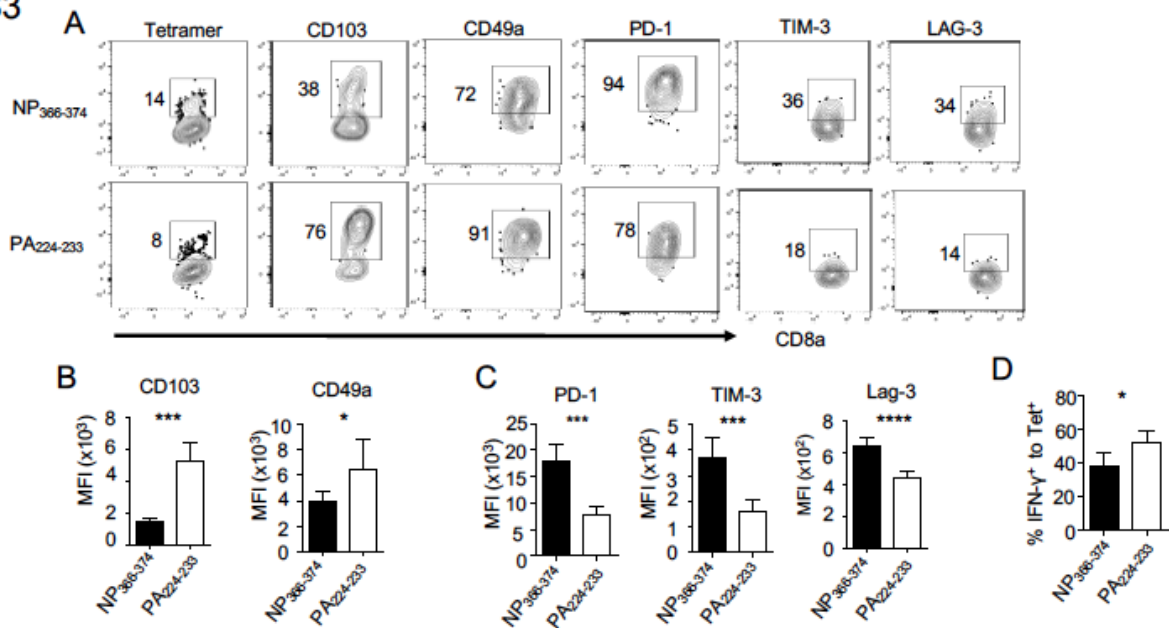 A
Tetramer CD103 CD49a PD-1 TIM-3 LAG-3
NP366-374 14 38 72 94 36 34
PA224-233 8 76 91 78 18 14
CD8a
B
CD103
***
MFI (x10³)
8
6
4
2
0
NP366-374 PA224-233
CD49a
*
MFI (x10³)
10
8
6
4
2
0
NP366-374 PA224-233
C
PD-1
***
MFI (x10³)
25
20
15
10
5
0
NP366-374 PA224-233
TIM-3
***
MFI (x10²)
5
4
3
2
1
0
NP366-374 PA224-233
Lag-3
****
MFI (x10²)
8
6
4
2
0
NP366-374 PA224-233
D
*
% IFN-γ⁺ to Tet⁺
80
60
40
20
0
NP366-374 PA224-233